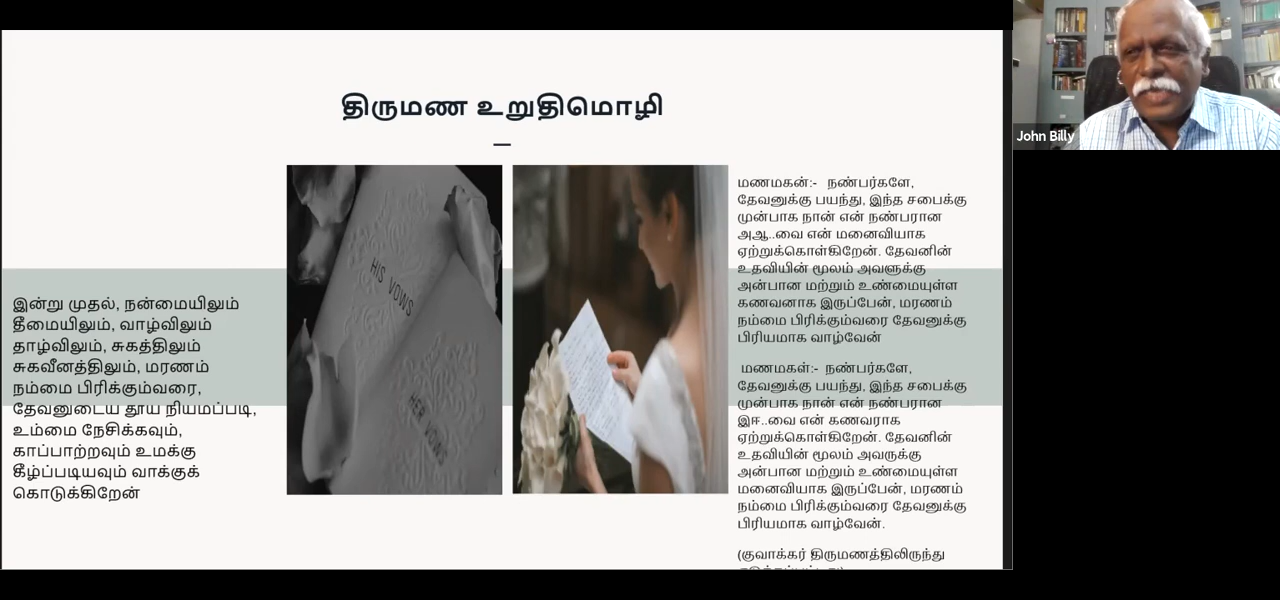 திருமண உறுதிமொழி
இன்று முதல், நன்மையிலும்
தீமையிலும், வாழ்விலும்
தாழ்விலும், சுகத்திலும்
சுகவீனத்திலும், மரணம்
நம்மை பிரிக்கும்வரை,
தேவனுடைய தூய நியமப்படி,
உம்மை நேசிக்கவும்,
காப்பாற்றவும் உமக்கு
கீழ்ப்படியவும் வாக்குக்
கொடுக்கிறேன்
HIS VOWS
HER VOWS
மணமகன்:- நண்பர்களே,
தேவனுக்கு பயந்து, இந்த சபைக்கு
முன்பாக நான் என் நண்பரான
அஆ..வை என் மனைவியாக
ஏற்றுக்கொள்கிறேன். தேவனின்
உதவியின் மூலம் அவளுக்கு
அன்பான மற்றும் உண்மையுள்ள
கணவனாக இருப்பேன், மரணம்
நம்மை பிரிக்கும்வரை தேவனுக்கு
பிரியமாக வாழ்வேன்
மணமகள்:- நண்பர்களே,
தேவனுக்கு பயந்து, இந்த சபைக்கு
முன்பாக நான் என் நண்பரான
இஈ..வை என் கணவராக
ஏற்றுக்கொள்கிறேன். தேவனின்
உதவியின் மூலம் அவருக்கு
அன்பான மற்றும் உண்மையுள்ள
மனைவியாக இருப்பேன், மரணம்
நம்மை பிரிக்கும்வரை தேவனுக்கு
பிரியமாக வாழ்வேன்.
(குவாக்கர் திருமணத்திலிருந்து
John Billy